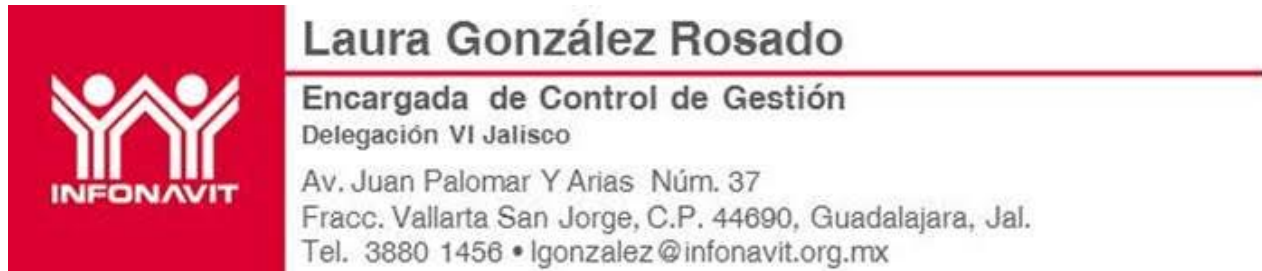 Laura González Rosado
Encargada de Control de Gestión
Delegación VI Jalisco
INFONAVIT
Av. Juan Palomar Y Arias Núm. 37
Fracc. Vallarta San Jorge, C.P. 44690, Guadalajara, Jal.
Tel. 3880 1456 • lgonzalez@infonavit.org.mx